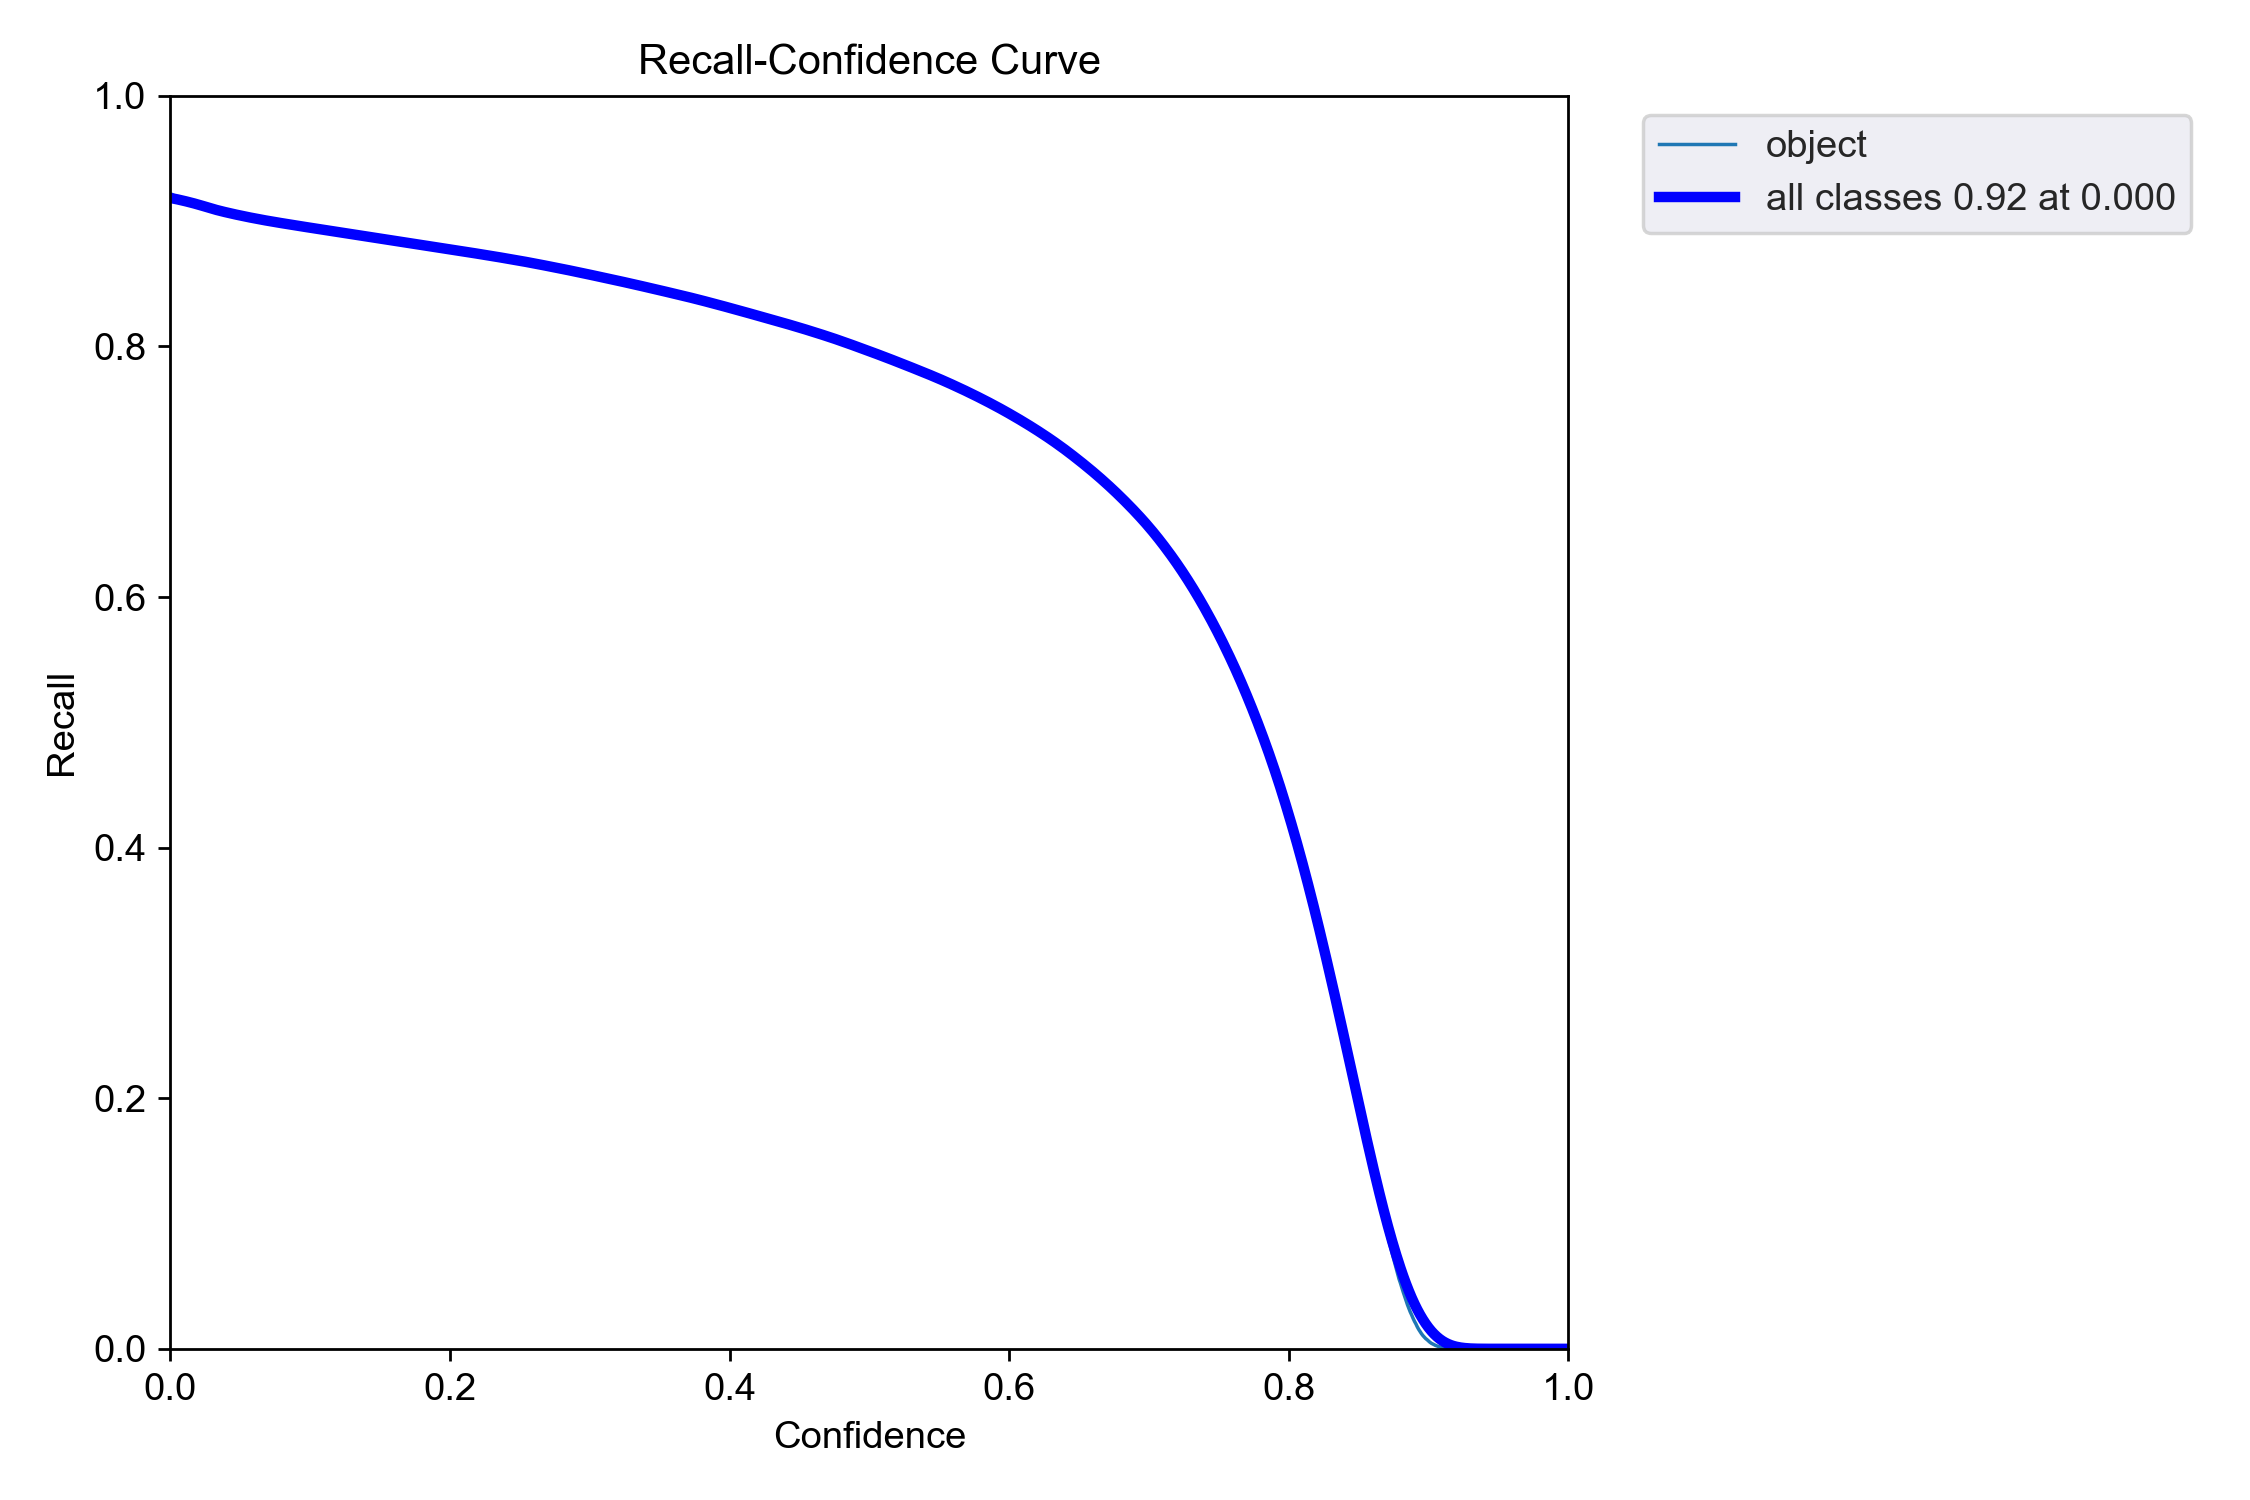 Recall-Confidence Curve
1.0
0.8
0.6
0.4
0.2
0.0
Recall
0.0 0.2 0.4 0.6 0.8 1.0
Confidence
object
all classes 0.92 at 0.000